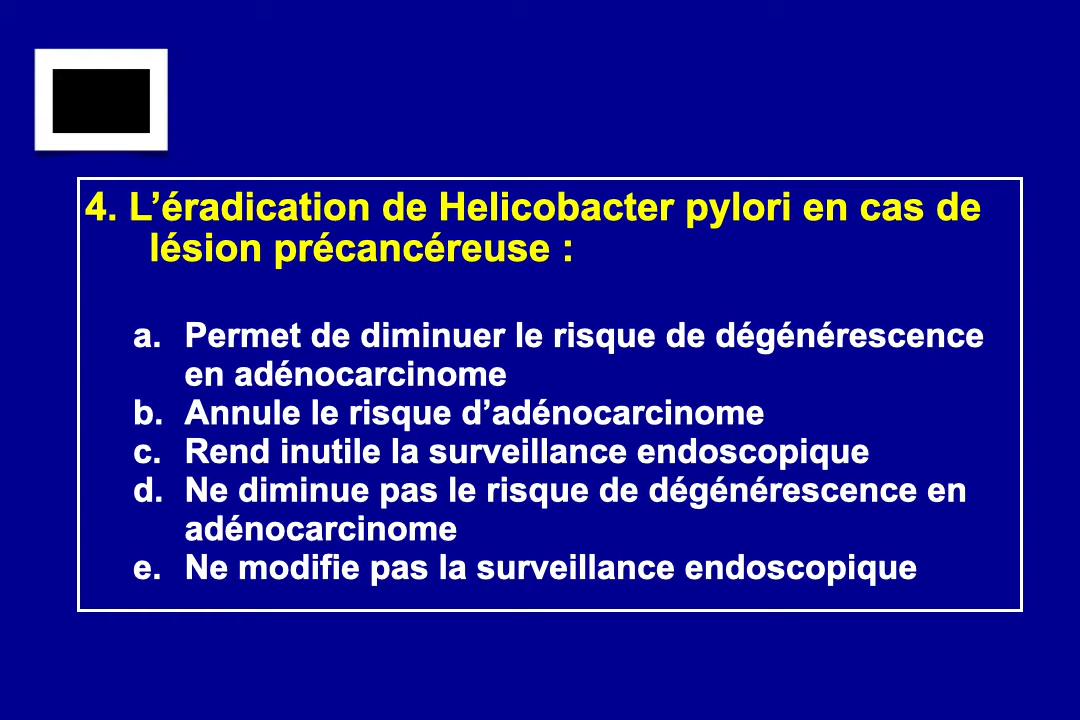 4. L’éradication de Helicobacter pylori en cas de
lésion précancéreuse :
a. Permet de diminuer le risque de dégénérescence
en adénocarcinome
b. Annule le risque d’adénocarcinome
c. Rend inutile la surveillance endoscopique
d. Ne diminue pas le risque de dégénérescence en
adénocarcinome
e. Ne modifie pas la surveillance endoscopique